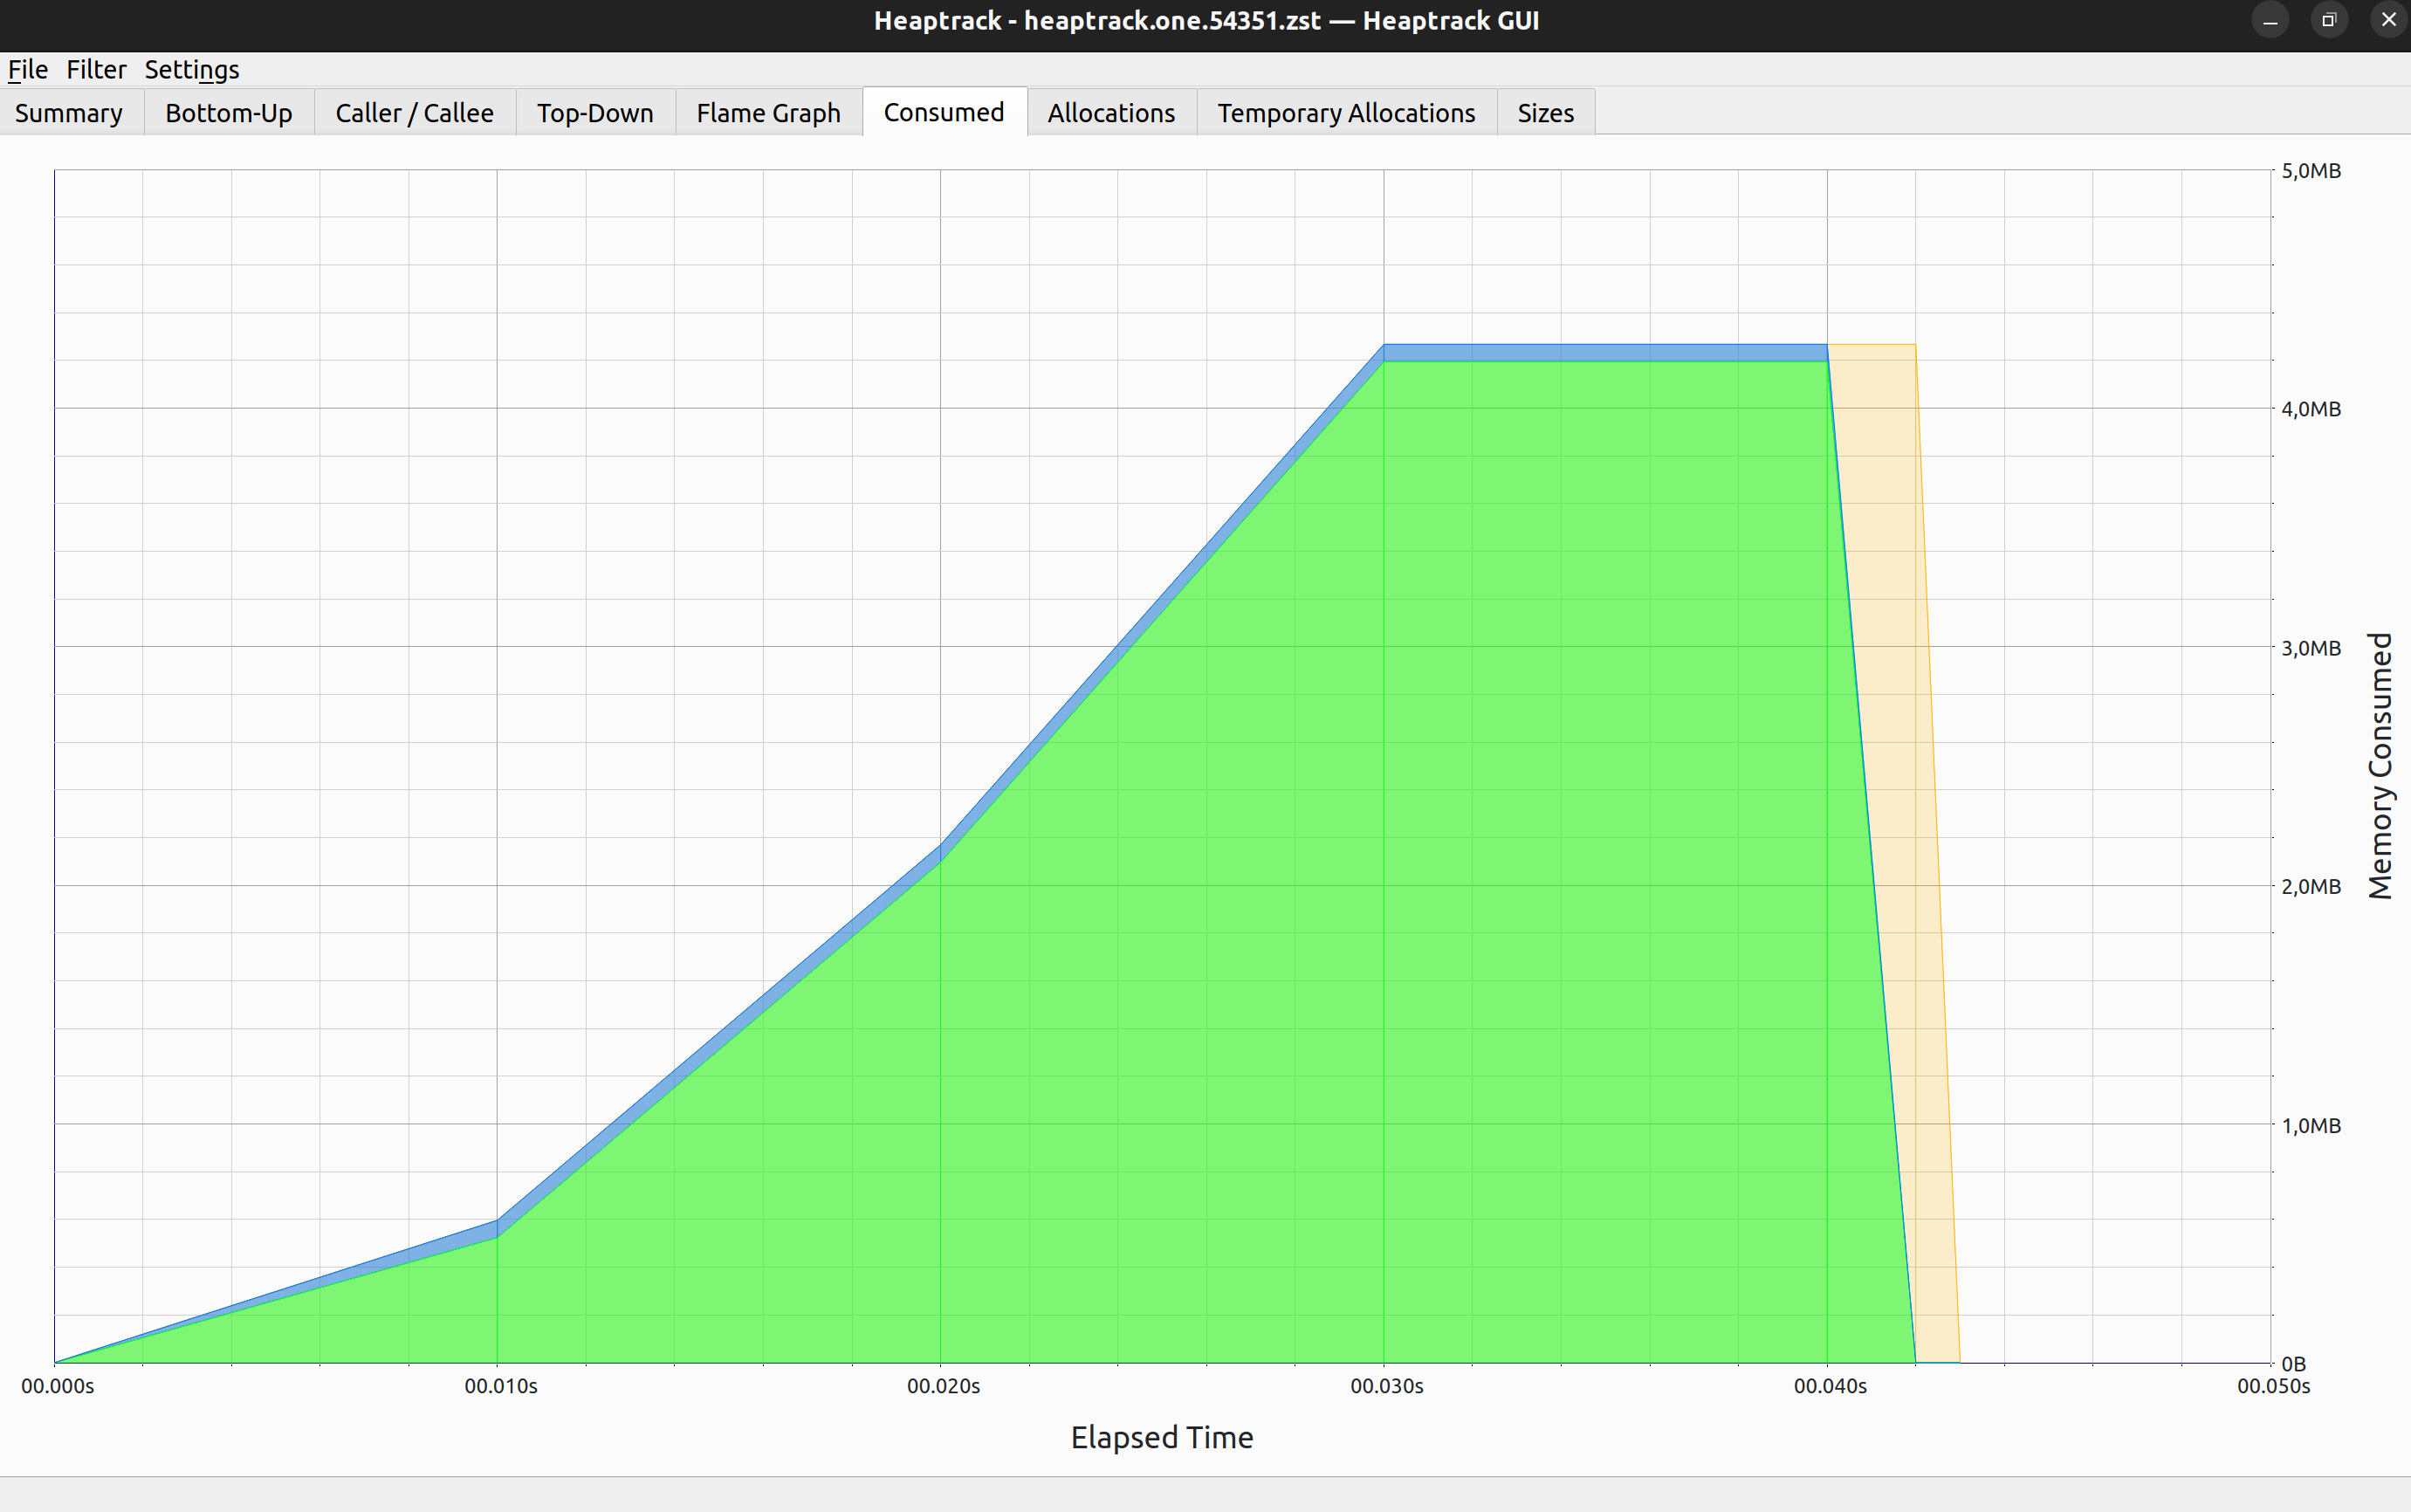 Heaptrack - heaptrack.one.54351.zst — Heaptrack GUI
File Filter Settings
Summary Bottom-Up Caller / Callee Top-Down Flame Graph Consumed Allocations Temporary Allocations Sizes
5,0MB
4,0MB
3,0MB
2,0MB
1,0MB
0B
Memory Consumed
00.000s 00.010s 00.020s 00.030s 00.040s 00.050s
Elapsed Time